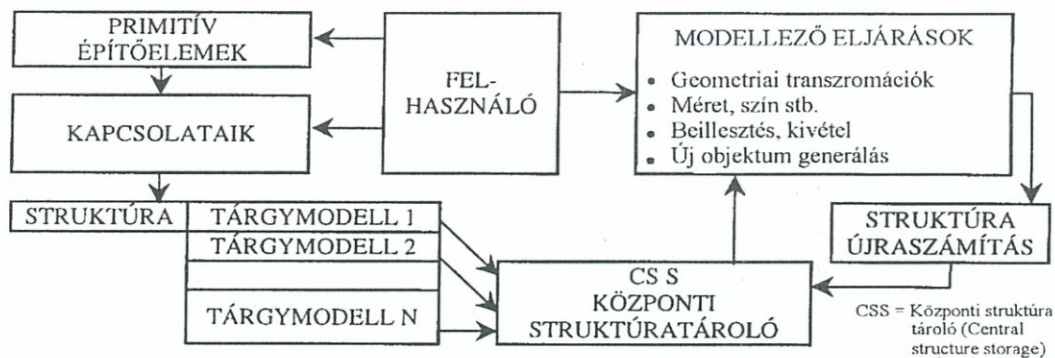 PRIMITÍV
ÉPÍTŐELEMEK
KAPCSOLATAIK
FEL-
HASZNÁLÓ
MODELLEZŐ ELJÁRÁSOK
• Geometriai transzromációk
• Méret, szín stb.
• Beillesztés, kivétel
• Új objektum generálás
STRUKTÚRA
TÁRGYMODELL 1
TÁRGYMODELL 2
TÁRGYMODELL N
CS S
KÖZPONTI
STRUKTÚRATÁROLÓ
STRUKTÚRA
ÚJRASZÁMÍTÁS
CSS = Központi struktúra
tároló (Central
structure storage)